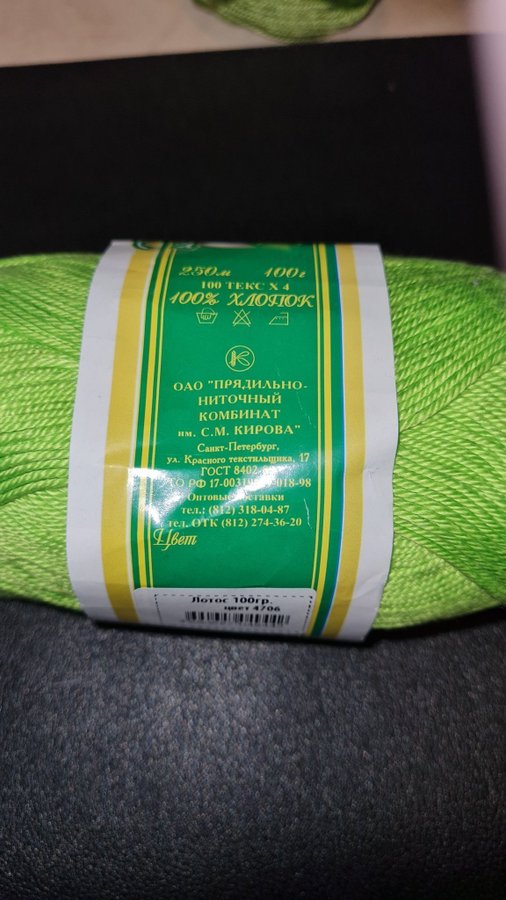 250м 100г
100 ТЕКС X 4
100% ХЛОПОК
К
ОАО "ПРЯДИЛЬНО-
НИТОЧНЫЙ
КОМБИНАТ
им. С.М. КИРОВА"
Санкт-Петербург,
ул. Красного текстильщика, 17
ГОСТ 8402
РФ
Оптовые
тел.: (812) 318-04-87
тел. ОТК (812) 274-36-20
Цвет
Лотос 100гр.
цвет 4706